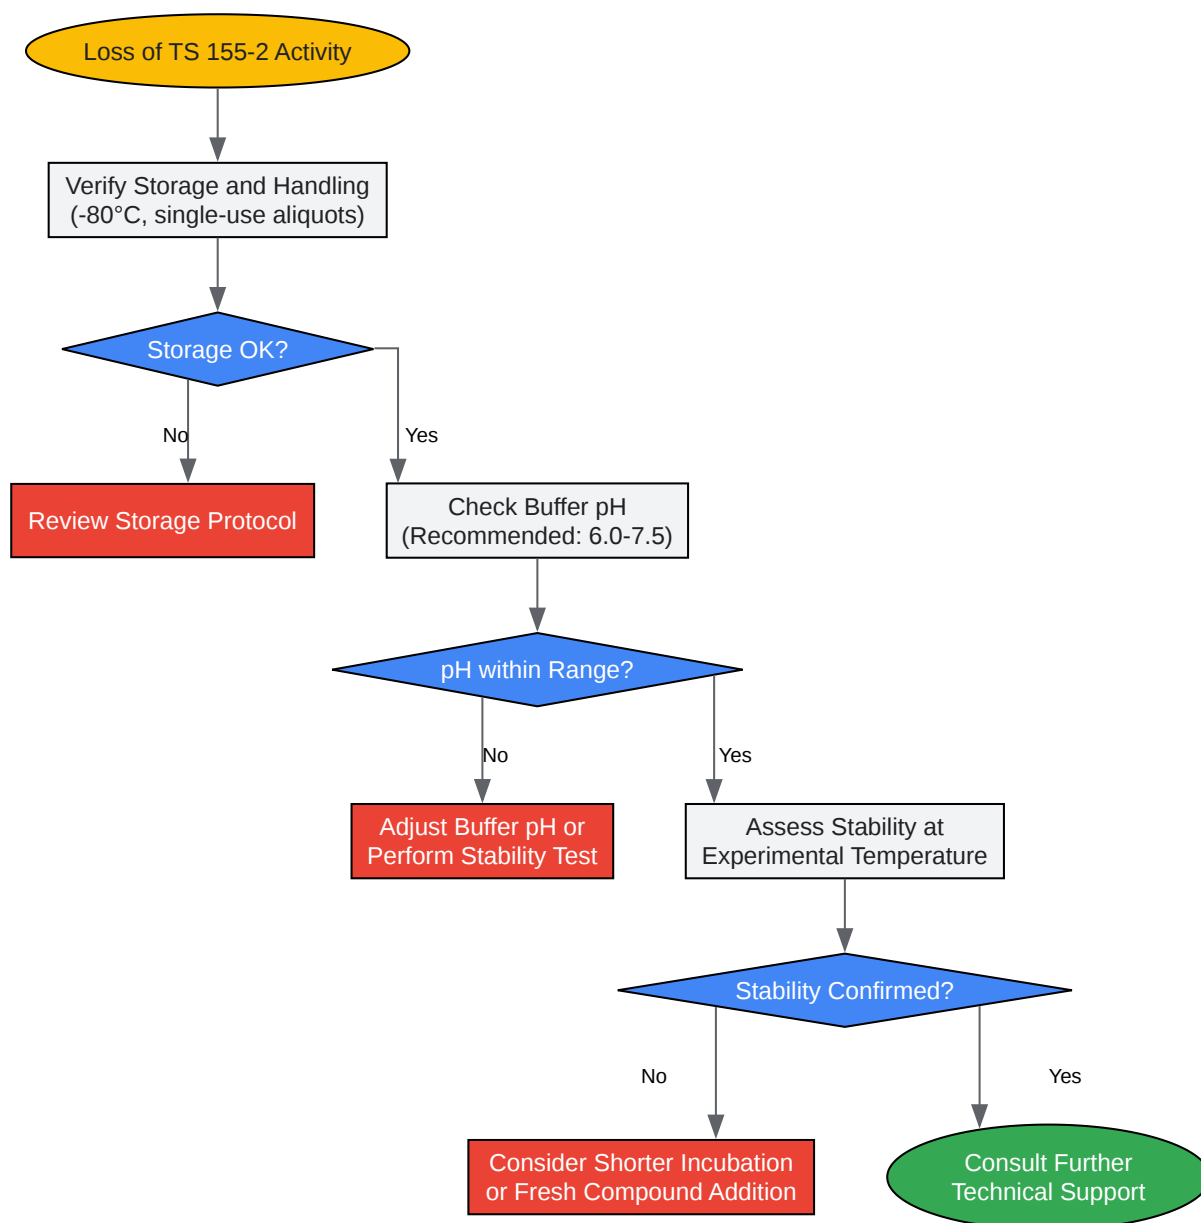 Loss of TS 155-2 Activity
Verify Storage and Handling
(-80°C, single-use aliquots)
Storage OK?
No
Yes
Review Storage Protocol
Check Buffer pH
(Recommended: 6.0-7.5)
pH within Range?
No
Yes
Adjust Buffer pH or
Perform Stability Test
Assess Stability at
Experimental Temperature
Stability Confirmed?
No
Yes
Consider Shorter Incubation
or Fresh Compound Addition
Consult Further
Technical Support